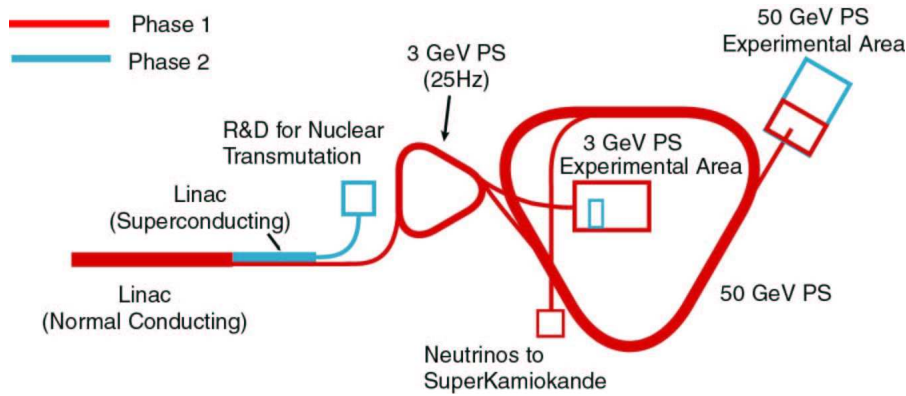 Phase 1
Phase 2
3 GeV PS
(25Hz)
50 GeV PS
Experimental Area
R&D for Nuclear
Transmutation
3 GeV PS
Experimental Area
Linac
(Superconducting)
Linac
(Normal Conducting)
50 GeV PS
Neutrinos to
SuperKamiokande